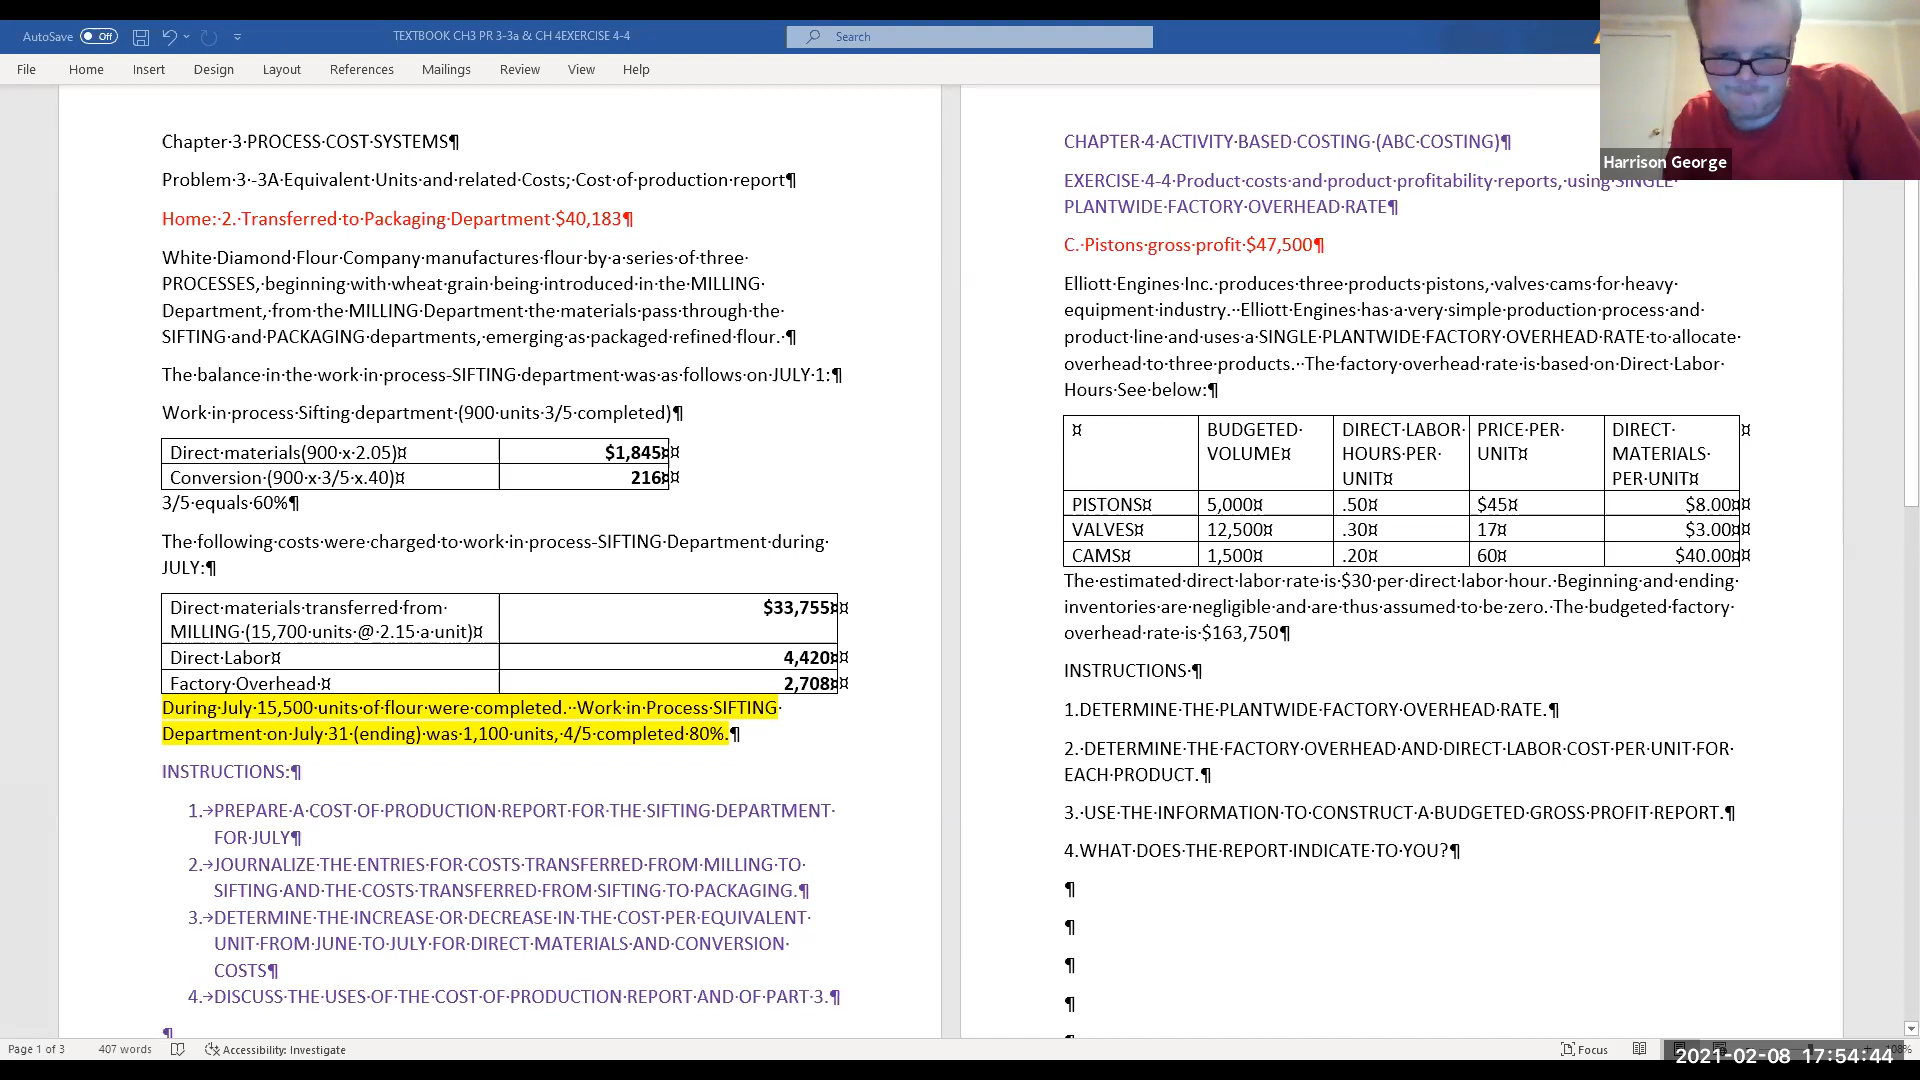 AutoSave Off TEXTBOOK CH3 PR 3-3a & CH 4EXERCISE 4-4 Search
File Home Insert Design Layout References Mailings Review View Help
Harrison George
Chapter·3·PROCESS·COST·SYSTEMS¶
Problem·3·-3A·Equivalent·Units·and·related·Costs;·Cost·of·production·report¶
Home:·2.·Transferred·to·Packaging·Department·$40,183¶
White·Diamond·Flour·Company·manufactures·flour·by·a·series·of·three·
PROCESSES,·beginning·with·wheat·grain·being·introduced·in·the·MILLING·
Department,·from·the·MILLING·Department·the·materials·pass·through·the·
SIFTING·and·PACKAGING·departments,·emerging·as·packaged·refined·flour.·¶
The·balance·in·the·work·in·process-SIFTING·department·was·as·follows·on·JULY·1:¶
Work·in·process·Sifting·department·(900·units·3/5·completed)¶
Direct·materials(900·x·2.05)¤ $1,845¤¤
Conversion·(900·x·3/5·x.40)¤ 216¤¤
3/5·equals·60%¶
The·following·costs·were·charged·to·work·in·process-SIFTING·Department·during·
JULY:¶
Direct·materials·transferred·from· $33,755¤¤
MILLING·(15,700·units·@·2.15·a·unit)¤
Direct·Labor¤ 4,420¤¤
Factory·Overhead·¤ 2,708¤¤
During·July·15,500·units·of·flour·were·completed.··Work·in·Process·SIFTING·
Department·on·July·31·(ending)·was·1,100·units,·4/5·completed·80%.¶
INSTRUCTIONS:¶
1.→PREPARE·A·COST·OF·PRODUCTION·REPORT·FOR·THE·SIFTING·DEPARTMENT·
FOR·JULY¶
2.→JOURNALIZE·THE·ENTRIES·FOR·COSTS·TRANSFERRED·FROM·MILLING·TO·
SIFTING·AND·THE·COSTS·TRANSFERRED·FROM·SIFTING·TO·PACKAGING.¶
3.→DETERMINE·THE·INCREASE·OR·DECREASE·IN·THE·COST·PER·EQUIVALENT·
UNIT·FROM·JUNE·TO·JULY·FOR·DIRECT·MATERIALS·AND·CONVERSION·
COSTS¶
4.→DISCUSS·THE·USES·OF·THE·COST·OF·PRODUCTION·REPORT·AND·OF·PART·3.¶
¶
CHAPTER·4·ACTIVITY·BASED·COSTING·(ABC·COSTING)¶
EXERCISE·4-4·Product·costs·and·product·profitability·reports,·using·SINGLE·
PLANTWIDE·FACTORY·OVERHEAD·RATE¶
C.·Pistons·gross·profit·$47,500¶
Elliott·Engines·Inc.·produces·three·products·pistons,·valves·cams·for·heavy·
equipment·industry.··Elliott·Engines·has·a·very·simple·production·process·and·
product·line·and·uses·a·SINGLE·PLANTWIDE·FACTORY·OVERHEAD·RATE·to·allocate·
overhead·to·three·products.··The·factory·overhead·rate·is·based·on·Direct·Labor·
Hours·See·below:¶
¤ BUDGETED· DIRECT·LABOR· PRICE·PER· DIRECT· ¤
VOLUME¤ HOURS·PER· UNIT¤ MATERIALS·
UNIT¤ PER·UNIT¤
PISTONS¤ 5,000¤ .50¤ $45¤ $8.00¤¤
VALVES¤ 12,500¤ .30¤ 17¤ $3.00¤¤
CAMS¤ 1,500¤ .20¤ 60¤ $40.00¤¤
The·estimated·direct·labor·rate·is·$30·per·direct·labor·hour.·Beginning·and·ending·
inventories·are·negligible·and·are·thus·assumed·to·be·zero.·The·budgeted·factory·
overhead·rate·is·$163,750¶
INSTRUCTIONS·¶
1.DETERMINE·THE·PLANTWIDE·FACTORY·OVERHEAD·RATE.¶
2.·DETERMINE·THE·FACTORY·OVERHEAD·AND·DIRECT·LABOR·COST·PER·UNIT·FOR·
EACH·PRODUCT.¶
3.·USE·THE·INFORMATION·TO·CONSTRUCT·A·BUDGETED·GROSS·PROFIT·REPORT.¶
4.WHAT·DOES·THE·REPORT·INDICATE·TO·YOU?¶
¶
¶
¶
¶
Page 1 of 3 407 words Accessibility: Investigate Focus
2021-02-08 17:54:44